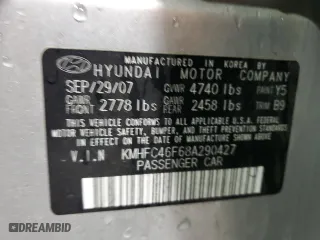 MANUFACTURED IN KOREA BY
HYUNDAI MOTOR COMPANY
SEP/29/07 GVWR 4740 lbs PAINT Y5
GAWR FRONT 2778 lbs GAWR REAR 2458 lbs TRIM B9
THIS VEHICLE CONFORMS TO ALL APPLICABLE FEDERAL
MOTOR VEHICLE SAFETY, BUMPER, AND THEFT PREVENTION
STANDARDS IN EFFECT ON THE DATE OF MANUFACTURE
SHOWN ABOVE. U.S.A.
V.I.N KMHFC46F68A290427
PASSENGER CAR